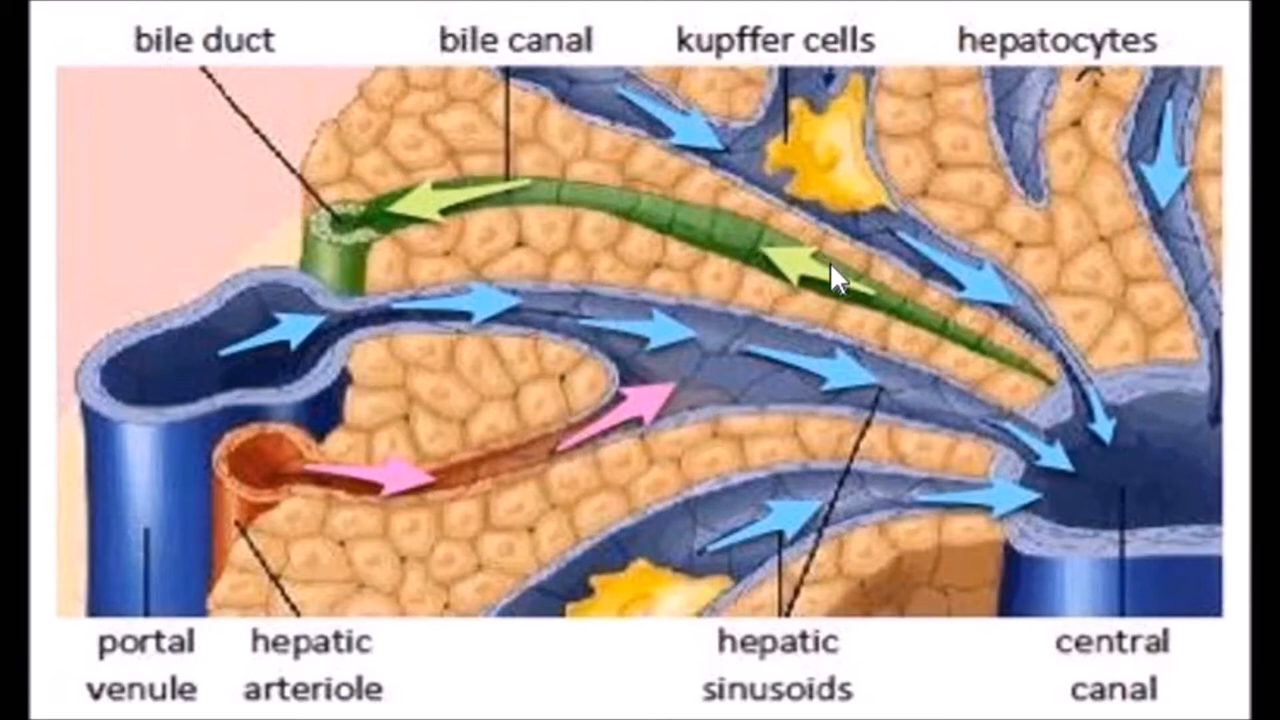 bile duct
bile canal
kupffer cells
hepatocytes
portal
venule
hepatic
arteriole
hepatic
sinusoids
central
canal